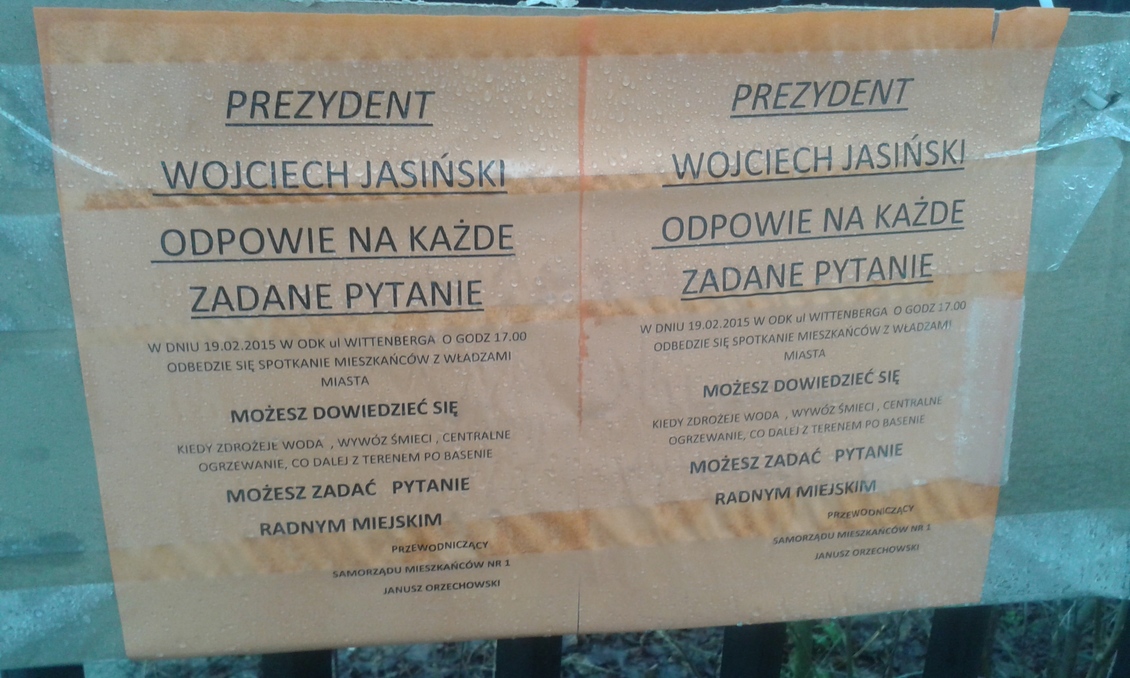 PREZYDENT
WOJCIECH JASIŃSKI
ODPOWIE NA KAŻDE
ZADANE PYTANIE
W DNIU 19.02.2015 W ODK ul WITTENBERGA O GODZ 17.00
ODBEDZIE SIĘ SPOTKANIE MIESZKAŃCÓW Z WŁADZAMI
MIASTA
MOŻESZ DOWIEDZIEĆ SIĘ
KIEDY ZDROŻEJE WODA , WYWÓZ ŚMIECI , CENTRALNE
OGRZEWANIE, CO DALEJ Z TERENEM PO BASENIE
MOŻESZ ZADAĆ PYTANIE
RADNYM MIEJSKIM
PRZEWODNICZĄCY
SAMORZĄDU MIESZKAŃCÓW NR 1
JANUSZ ORZECHOWSKI
PREZYDENT
WOJCIECH JASIŃSKI
ODPOWIE NA KAŻDE
ZADANE PYTANIE
W DNIU 19.02.2015 W ODK ul WITTENBERGA O GODZ 17.00
ODBEDZIE SIĘ SPOTKANIE MIESZKAŃCÓW Z WŁADZAMI
MIASTA
MOŻESZ DOWIEDZIEĆ SIĘ
KIEDY ZDROŻEJE WODA , WYWÓZ ŚMIECI , CENTRALNE
OGRZEWANIE, CO DALEJ Z TERENEM PO BASENIE
MOŻESZ ZADAĆ PYTANIE
RADNYM MIEJSKIM
PRZEWODNICZĄCY
SAMORZĄDU MIESZKAŃCÓW NR 1
JANUSZ ORZECHOWSKI